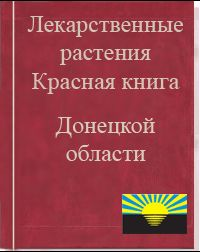 Лекарственные
растения
Красная книга
Донецкой
области